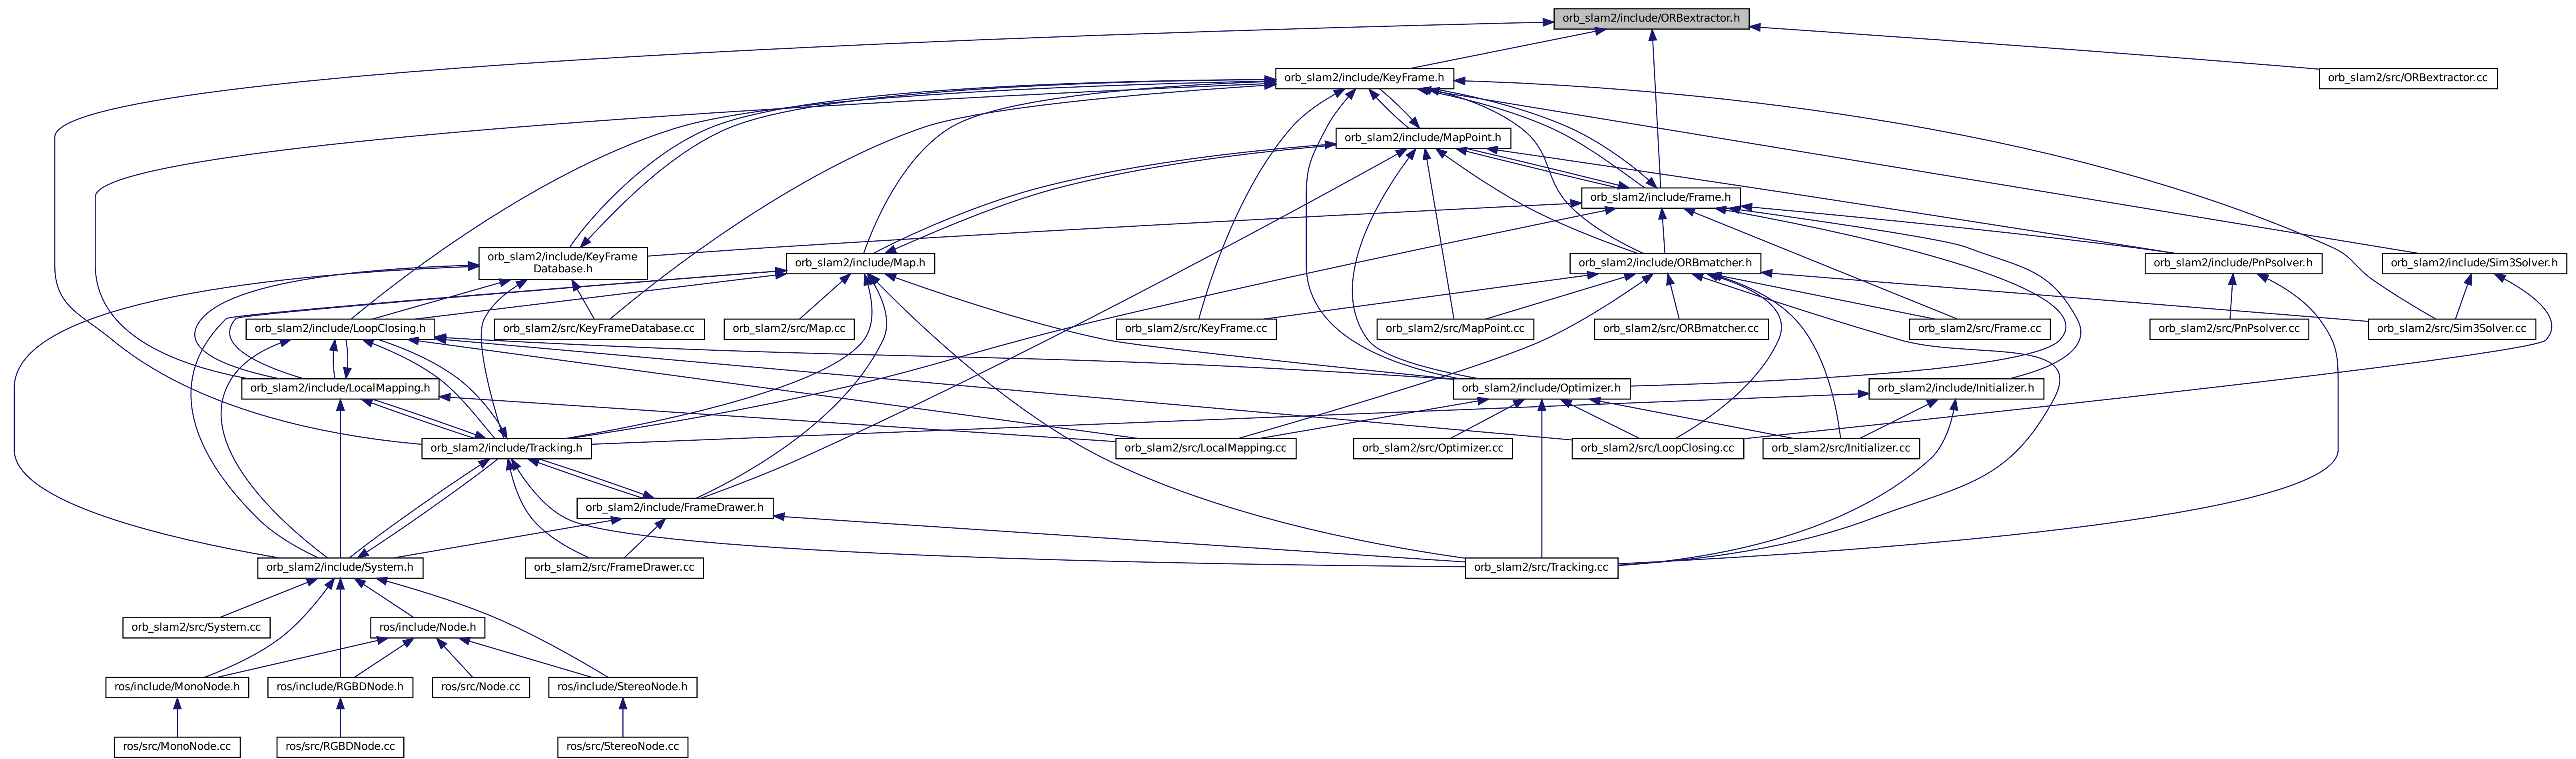 orb_slam2/include/ORBextractor.h
orb_slam2/include/KeyFrame.h
orb_slam2/src/ORBextractor.cc
orb_slam2/include/MapPoint.h
orb_slam2/include/Frame.h
orb_slam2/include/KeyFrame
Database.h
orb_slam2/include/Map.h
orb_slam2/include/ORBmatcher.h
orb_slam2/include/PnPsolver.h
orb_slam2/include/Sim3Solver.h
orb_slam2/include/LoopClosing.h
orb_slam2/src/KeyFrameDatabase.cc
orb_slam2/src/Map.cc
orb_slam2/src/KeyFrame.cc
orb_slam2/src/MapPoint.cc
orb_slam2/src/ORBmatcher.cc
orb_slam2/src/Frame.cc
orb_slam2/src/PnPsolver.cc
orb_slam2/src/Sim3Solver.cc
orb_slam2/include/LocalMapping.h
orb_slam2/include/Optimizer.h
orb_slam2/include/Initializer.h
orb_slam2/include/Tracking.h
orb_slam2/src/LocalMapping.cc
orb_slam2/src/Optimizer.cc
orb_slam2/src/LoopClosing.cc
orb_slam2/src/Initializer.cc
orb_slam2/include/FrameDrawer.h
orb_slam2/include/System.h
orb_slam2/src/FrameDrawer.cc
orb_slam2/src/Tracking.cc
orb_slam2/src/System.cc
ros/include/Node.h
ros/include/MonoNode.h
ros/include/RGBDNode.h
ros/src/Node.cc
ros/include/StereoNode.h
ros/src/MonoNode.cc
ros/src/RGBDNode.cc
ros/src/StereoNode.cc